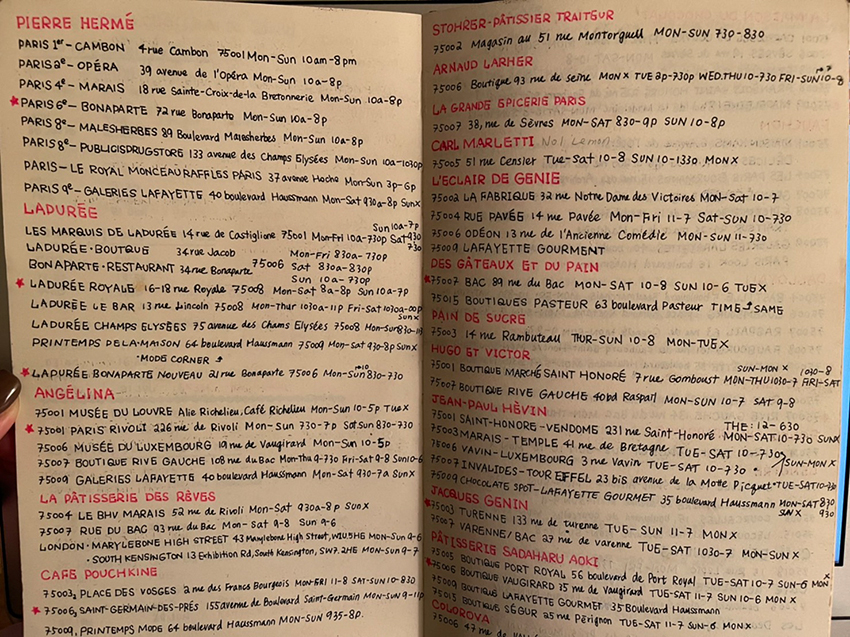 PIERRE HERMÉ
PARIS 1er - CAMBON 4 rue Cambon 75001 Mon-Sun 10am-8pm
PARIS 2e - OPÉRA 39 avenue de l'Opéra Mon-Sun 10a-8p
PARIS 4e - MARAIS 18 rue Sainte-Croix-de-la Bretonnerie Mon-Sun 10a-8p
★ PARIS 6e - BONAPARTE 72 rue Bonaparte Mon-Sun 10a-8p
PARIS 8e - MALESHERBES 89 Boulevard Malesherbes Mon-Sun 10a-8p
PARIS 8e - PUBLICISDRUGSTORE 133 avenue des Champs Elysées Mon-Sun 10a-1030p
PARIS - LE ROYAL MONCEAU RAFFLES PARIS 37 avenue Hoche Mon-Sun 3p-6p
PARIS 9e - GALERIES LAFAYETTE 40 boulevard Haussmann Mon-Sat 930a-8p Sun x
LADURÉE
Sun 10a-7p
LES MARQUIS DE LADURÉE 14 rue de Castiglione 75001 Mon-Fri 10a-730p Sat 930
730
LADURÉE · BOUTQUE 34 rue Jacob Mon-Fri 830a-730p
BONAPARTE · RESTAURANT 34 rue Bonaparte 75006 Sat 830a-830p
Sun 10a-730p
★ LADURÉE ROYALE 16-18 rue Royale 75008 Mon-Sat 8a-8p Sun 10a-7p
LADURÉE LE BAR 13 rue Lincoln 75008 Mon-Thur 1030a-11p Fri-Sat 1030a-00p
Sun x
LADURÉE CHAMPS ELYSÉES 75 avenue des Chams Elysées 75008 Mon-Sun 830-
PRINTEMPS DE LA MAISON 64 boulevard Haussmann 75009 Mon-Sat 930-8p Sun x
· MODE CORNER
★ LADURÉE BONAPARTE NOUVEAU 21 rue Bonaparte 75006 Mon-Sun 830-730
ANGÉLINA
75001 MUSÉE DU LOUVRE Alie Richelieu, Café Richelieu Mon-Sun 10-5p Tue x
★ 75001 PARIS RIVOLI 226 rue de Rivoli Mon-Sun 730-7p Sat.Sun 830-730
75006 MUSÉE DU LUXEMBOURG 19 rue de Vaugirard Mon-Sun 10-5p
75007 BOUTIQUE RIVE GAUCHE 108 rue du Bac Mon-Thu 9-730 Fri-Sat 9-8 Sun 10-6
75009 GALERIES LAFAYETTE 40 boulevard Haussmann Mon-Sat 930-7a Sun x
LA PÂTISSERIE DES RÊVES
75004 LE BHV MARAIS 52 rue de Rivoli Mon-Sat 930a-8p Sun x
75007 RUE DU BAC 93 rue du Bac Mon-Sat 9-8 Sun 9-6
LONDON · MARYLEBONE HIGH STREET 43 Marylebone High Street, W1U.5HE Mon-Sun 9-6
· SOUTH KENSINGTON 13 Exhibition Rd, South Kensington, SW7.2HE Mon-Sun 9-7
CAFE POUCHKINE
75003, PLACE DES VOSGES 2 rue des Francs Bourgeois MON-FRI 11-8 SAT-SUN 10-830
★ 75006, SAINT-GERMAIN-DES-PRÉS 155 avenue de Boulevard Saint-Germain MON-SUN 9-11p
75009, PRINTEMPS MODE 64 boulevard Haussmann MON-SUN 935-8p.
STOHRER-PÂTISSIER TRAITEUR
75002 Magasin au 51 rue Montorguell MON-SUN 730-830
ARNAUD LARHER
75006 Boutique 93 rue de seine MON x TUE 3p-730p WED.THU 10-730 FRI-SUN 10-8
LA GRANDE EPICERIE PARIS
75007 38, rue de Sèvres MON-SAT 830-9p SUN 10-8p
CARL MARLETTI No1 Lemon
75005 51 rue Censier Tue-Sat 10-8 SUN 10-1330 MON x
L'ECLAIR DE GENIE
75002 LA FABRIQUE 32 rue Notre Dame des Victoires MON-Sat 10-7
75004 RUE PAVÉE 14 rue Pavée Mon-Fri 11-7 Sat-SUN 10-730
75006 ODÉON 13 rue de l'Ancienne Comédie MON-SUN 11-730
75009 LAFAYETTE GOURMENT
DES GÂTEAUX ET DU PAIN
★ 75007 BAC 89 rue du Bac MON-SUN 10-8 SUN 10-6 TUE x
75015 BOUTIQUES PASTEUR 63 boulevard Pasteur TIME SAME
PAIN DE SUCRE
75003 14 rue Rambuteau THUR-SUN 10-8 MON-TUE x
HUGO ET VICTOR
SUN-MON x 1030-8
75001 BOUTIQUE MARCHÉ SAINT HONORÉ 7 rue Gomboust MON-THU 1030-7 FRI-SAT
75007 BOUTIQUE RIVE GAUCHE 40 bd Raspail MON-SUN 10-7 SAT 9-8
JEAN-PAUL HÉVIN THE: 12-630
75001 SAINT-HONORE-VENDOME 231 rue Saint-Honoré MON-SAT 10-730 SUN x
75003 MARAIS-TEMPLE 41 rue de Bretagne TUE-SAT 10-730
75006 VAVIN-LUXEMBOURG 3 rue Vavin TUE-SAT 10-730 · SUN-MON x
75007 INVALIDES-TOUR EFFEL 23 bis avenue de la Motte Picquet · TUE-SAT 10-730
75009 CHOCOLATE SPOT-LAFAYETTE GOURMET 35 boulevard Haussmann MON-SAT 830
SUN x 930
JACQUES GENIN
★ 75003 TURENNE 133 rue de turenne TUE-SUN 11-7 MON x
75007 VARENNE/BAC 27 rue de varenne TUE-SAT 1030-7 MON-SUN x
PÂTISSERIE SADAHARU AOKI
75005 BOUTIQUE PORT ROYAL 56 boulevard de Port Royal TUE-SAT 10-7 SUN-6 MON x
★ 75006 BOUTIQUE VAUGIRARD 35 rue de Vaugirard TUE-SAT 11-7 SUN 10-6 MON x
75009 BOUTIQUE LAFAYETTE GOURMET 35 Boulevard Haussmann
75015 BOUTIQUE SÉGUR 25 rue Pérignon TUE-SAT 11-7 SUN 10-6 MON x
COLOROVA
75006 47 rue de